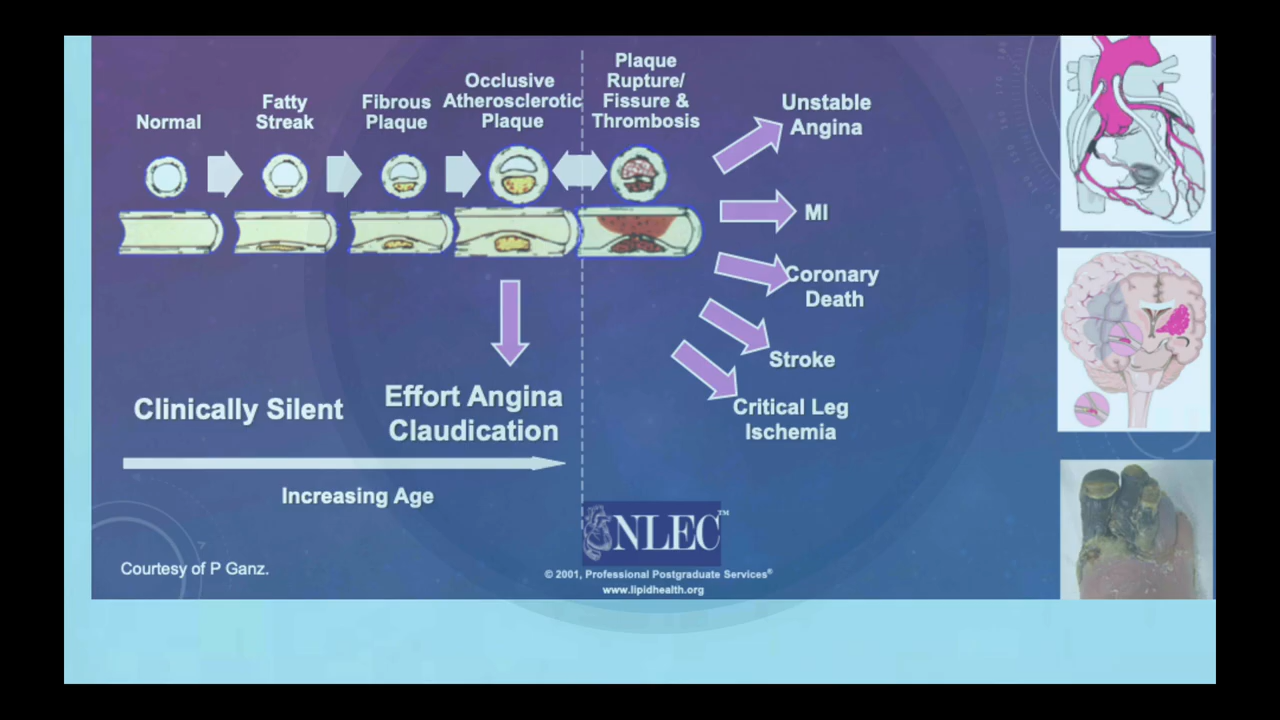 Normal
Fatty
Streak
Fibrous
Plaque
Occlusive
Atherosclerotic
Plaque
Plaque
Rupture/
Fissure &
Thrombosis
Unstable
Angina
MI
Coronary
Death
Stroke
Critical Leg
Ischemia
Clinically Silent
Effort Angina
Claudication
Increasing Age
NLEC™
Courtesy of P Ganz.
© 2001, Professional Postgraduate Services®
www.lipidhealth.org